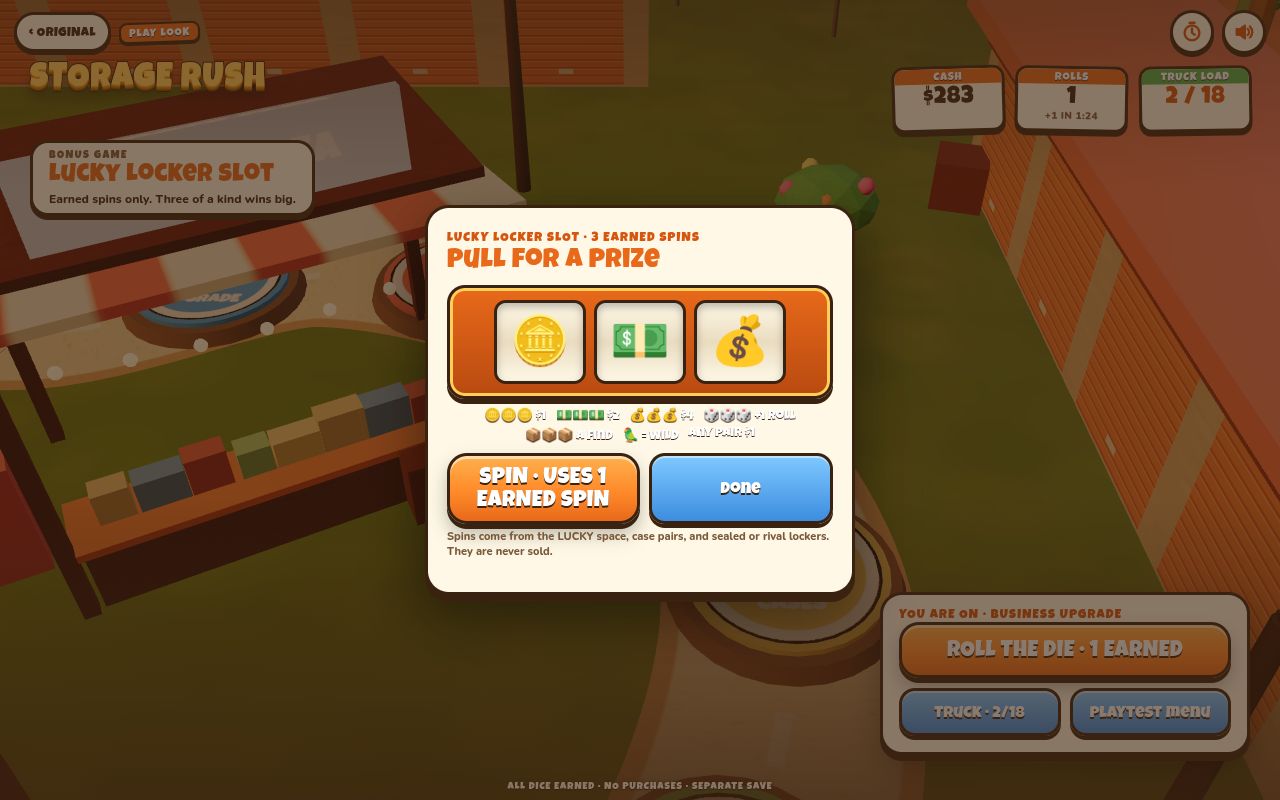 ‹ ORIGINAL
PLAY LOOK
STORAGE RUSH
CASH
$283
ROLLS
1
+1 IN 1:24
TRUCK LOAD
2 / 18
BONUS GAME
LUCKY LOCKER SLOT
Earned spins only. Three of a kind wins big.
LUCKY LOCKER SLOT · 3 EARNED SPINS
PULL FOR A PRIZE
🪙🪙🪙 $1 💵💵💵 $2 💰💰💰 $4 🎲🎲🎲 +1 ROLL
📦📦📦 A FIND 🦜 = WILD ANY PAIR $1
SPIN · USES 1
EARNED SPIN
DONE
Spins come from the LUCKY space, case pairs, and sealed or rival lockers.
They are never sold.
YOU ARE ON · BUSINESS UPGRADE
ROLL THE DIE · 1 EARNED
TRUCK · 2/18
PLAYTEST MENU
ALL DICE EARNED · NO PURCHASES · SEPARATE SAVE